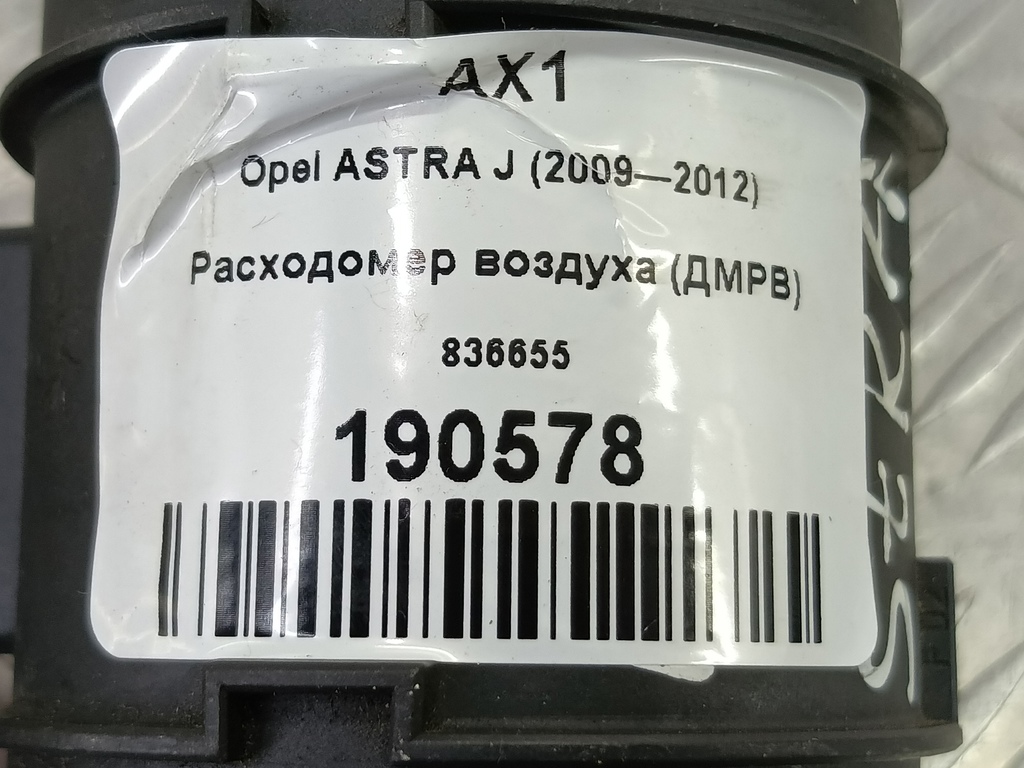 AX1
Opel ASTRA J (2009—2012)
Расходомер воздуха (ДМРВ)
836655
190578